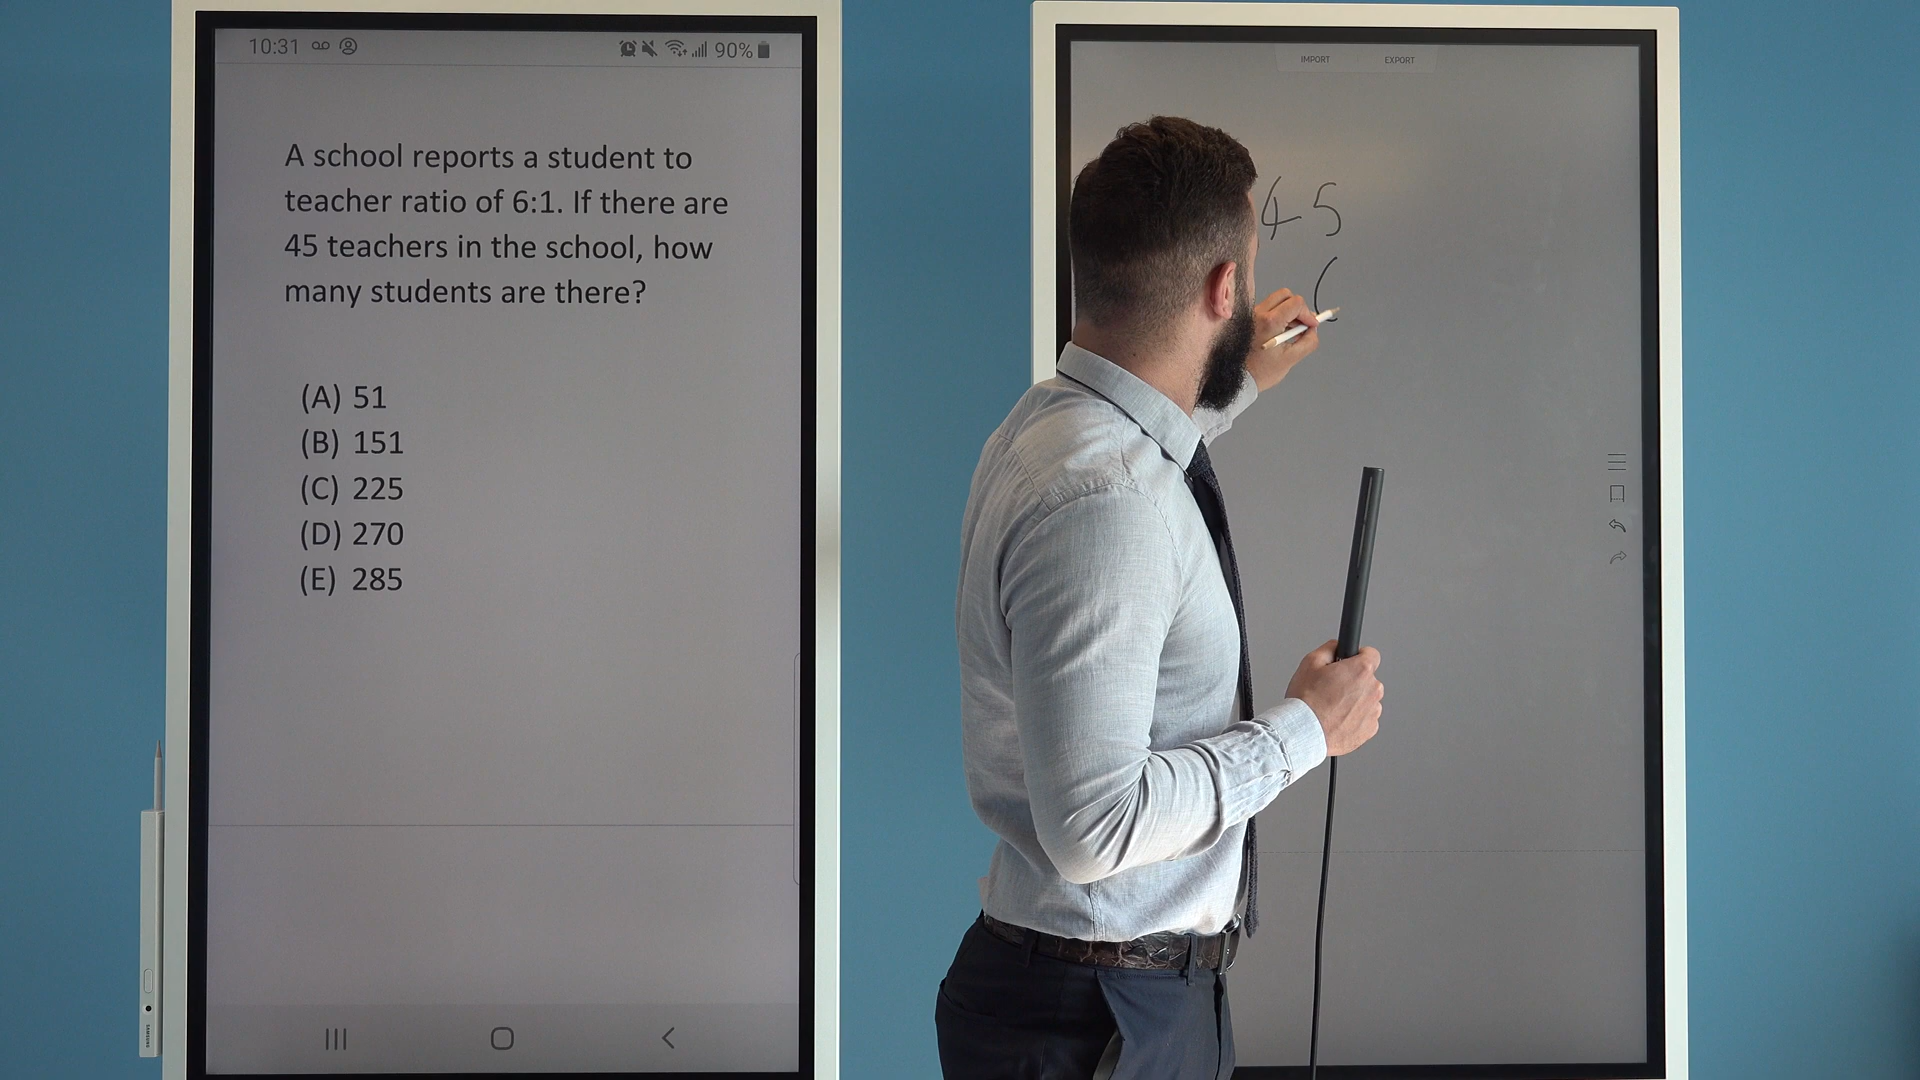 10:31 90%
A school reports a student to
teacher ratio of 6:1. If there are
45 teachers in the school, how
many students are there?
(A) 51
(B) 151
(C) 225
(D) 270
(E) 285
SAMSUNG
IMPORT EXPORT
45